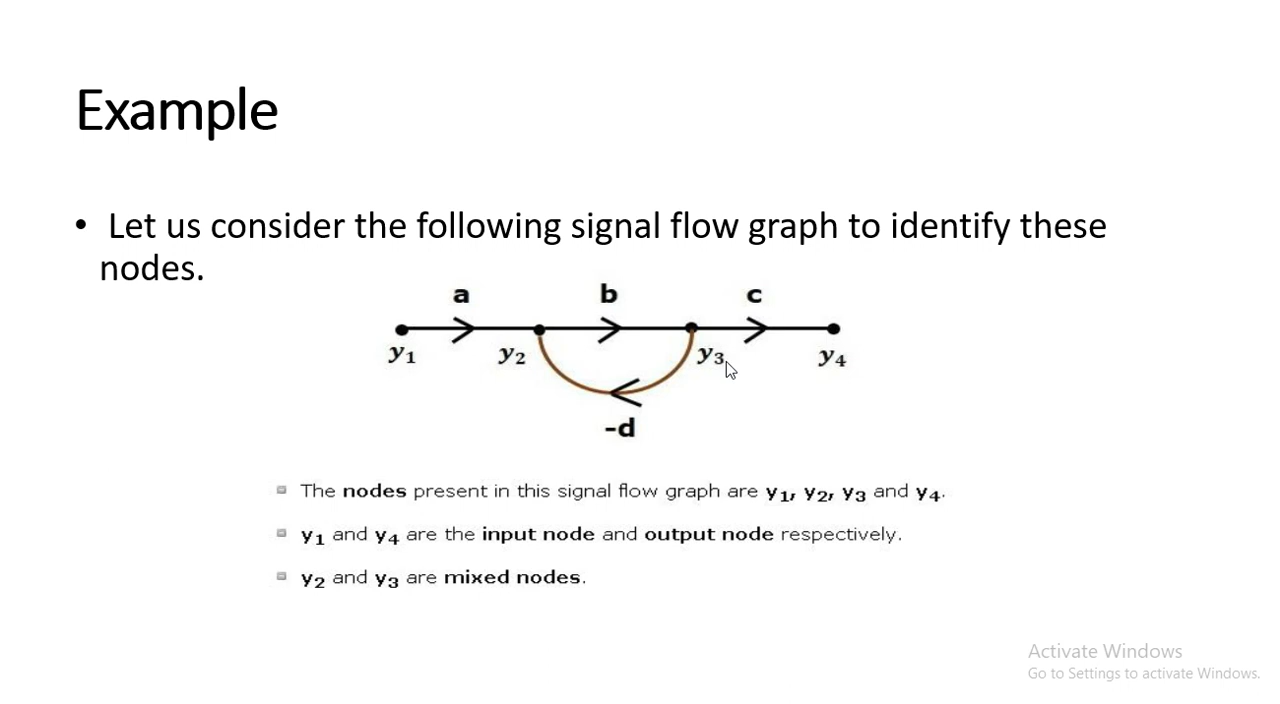 Example
• Let us consider the following signal flow graph to identify these
nodes.
a b c
y1 y2 y3 y4
-d
The nodes present in this signal flow graph are y1, y2, y3 and y4.
y1 and y4 are the input node and output node respectively.
y2 and y3 are mixed nodes.
Activate Windows
Go to Settings to activate Windows.